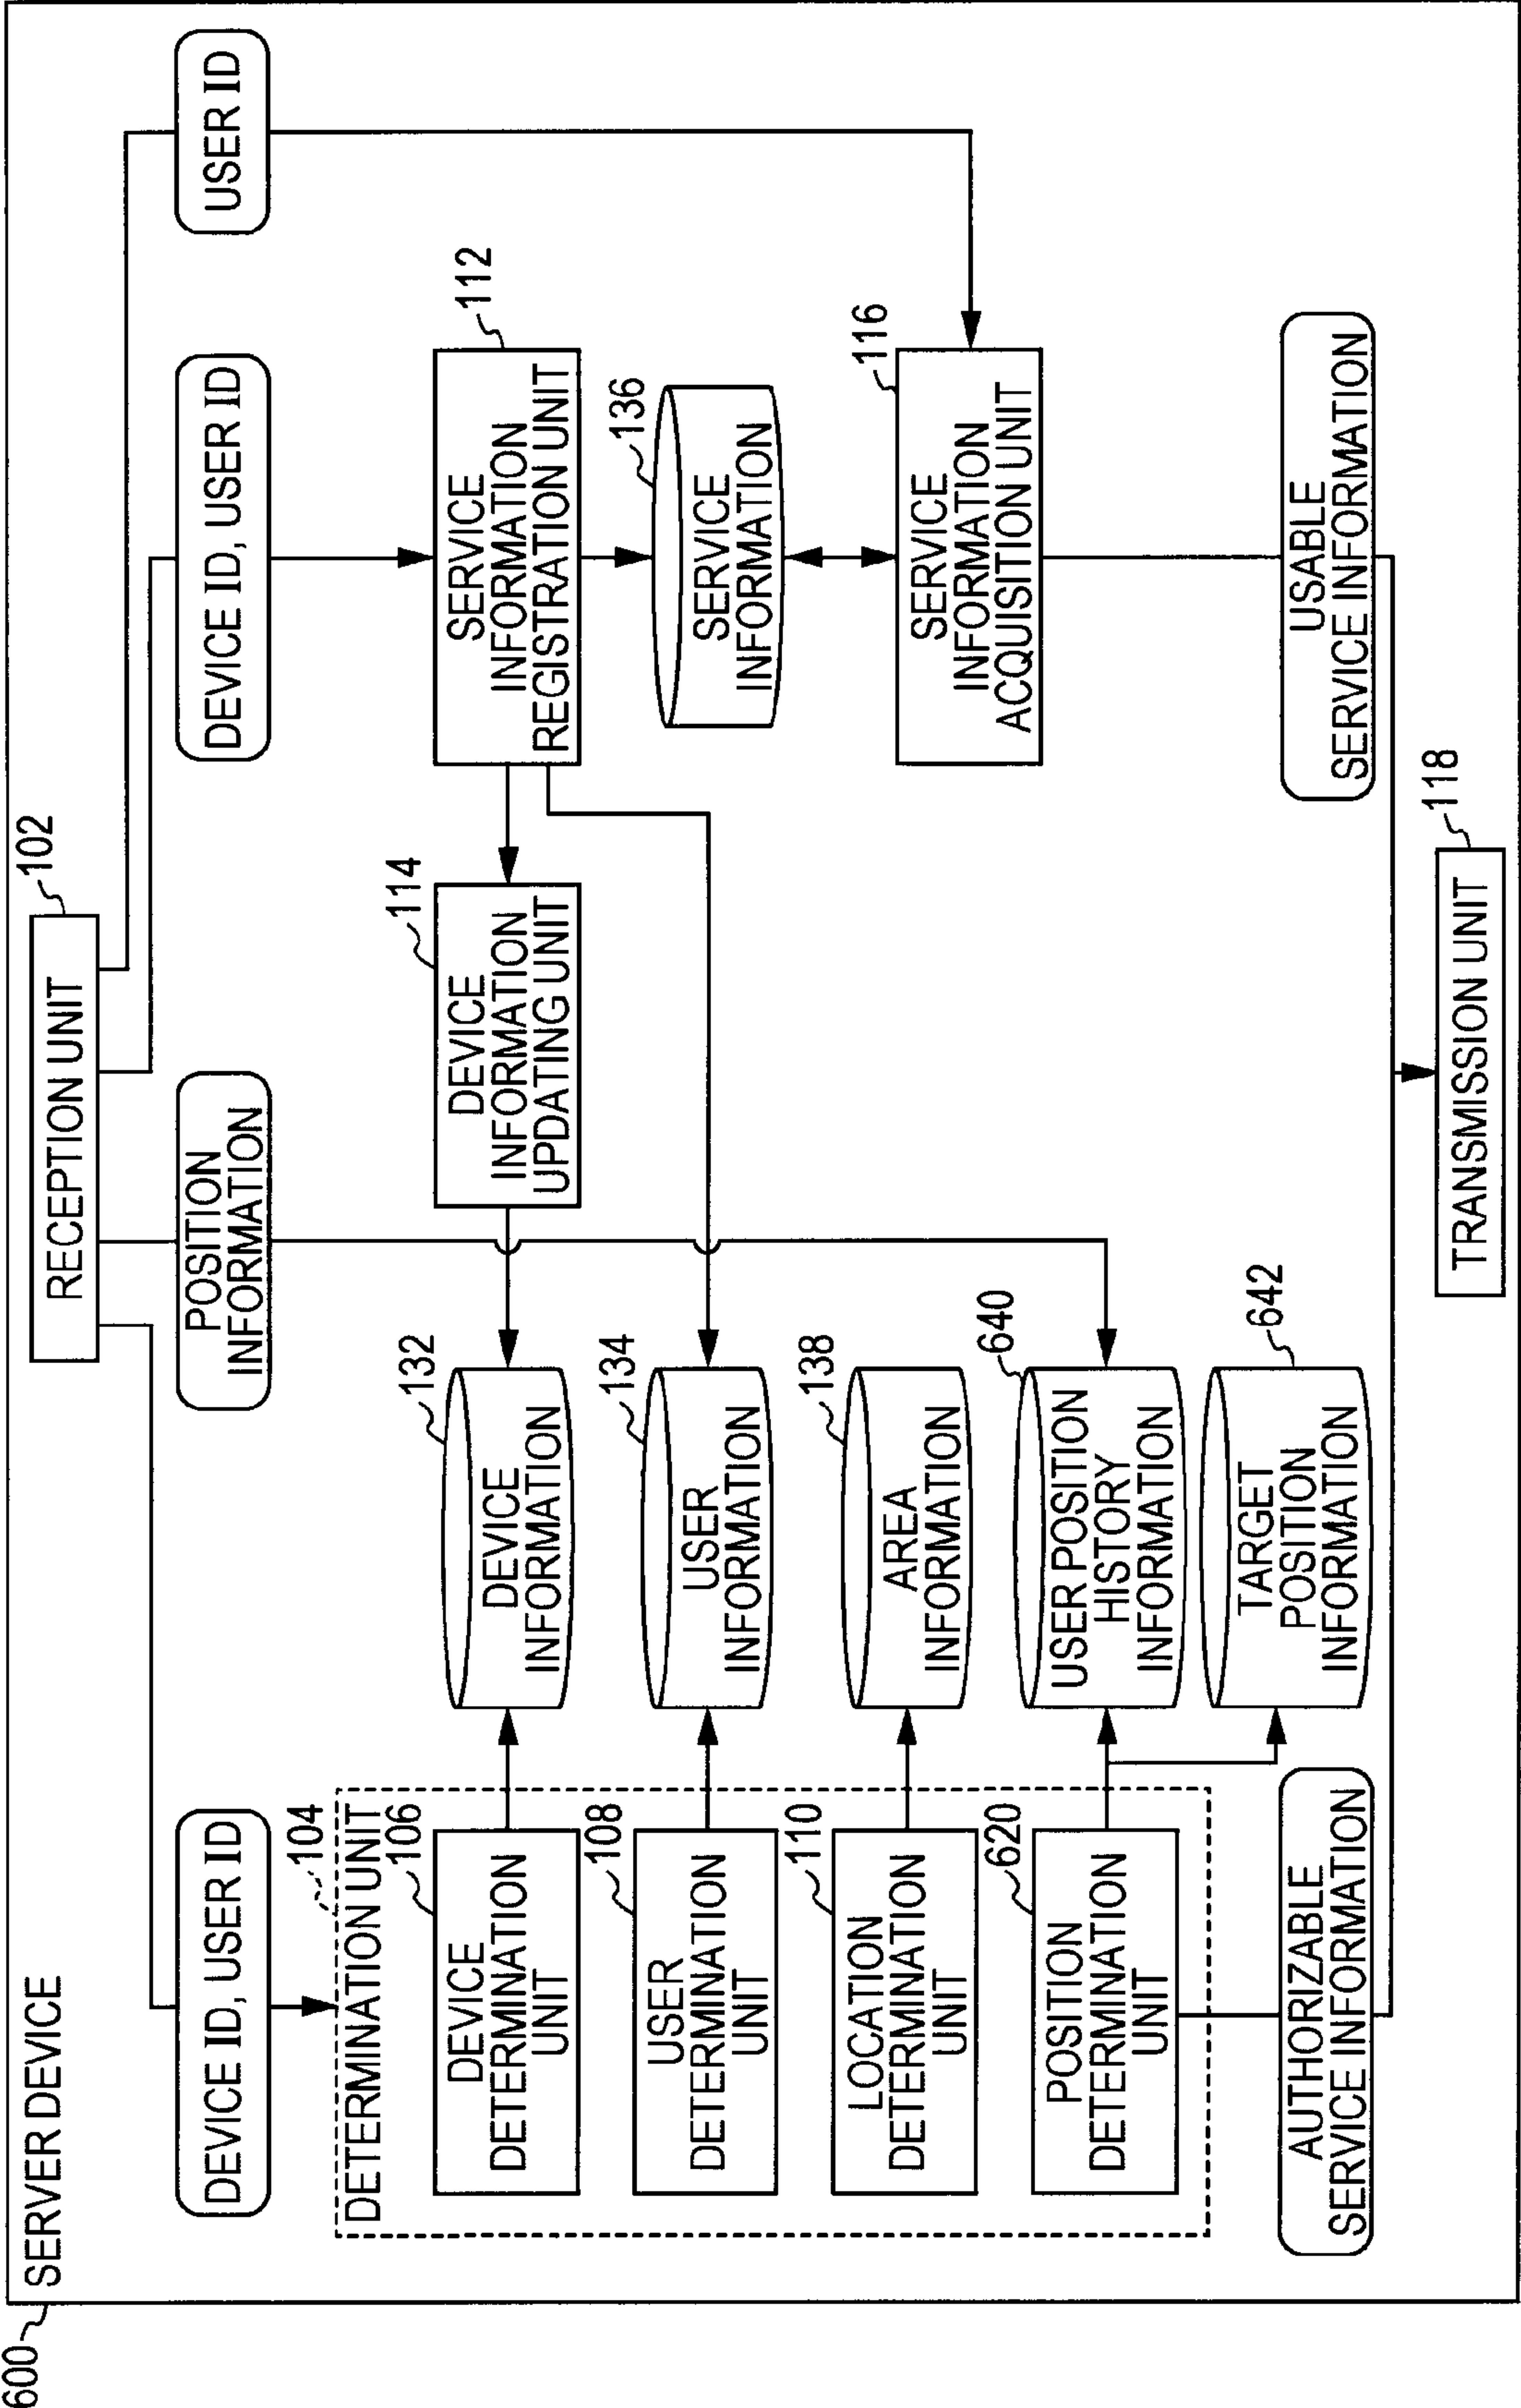 600
SERVER DEVICE
RECEPTION UNIT
102
DEVICE ID, USER ID
POSITION
INFORMATION
DEVICE ID, USER ID
USER ID
104
DETERMINATION UNIT
106
DEVICE
DETERMINATION
UNIT
132
DEVICE
INFORMATION
114
DEVICE
INFORMATION
UPDATING UNIT
112
SERVICE
INFORMATION
REGISTRATION UNIT
108
USER
DETERMINATION
UNIT
134
USER
INFORMATION
136
SERVICE
INFORMATION
110
LOCATION
DETERMINATION
UNIT
138
AREA
INFORMATION
116
SERVICE
INFORMATION
ACQUISITION UNIT
620
POSITION
DETERMINATION
UNIT
640
USER POSITION
HISTORY
INFORMATION
642
TARGET
POSITION
INFORMATION
AUTHORIZABLE
SERVICE INFORMATION
USABLE
SERVICE INFORMATION
118
TRANSMISSION UNIT